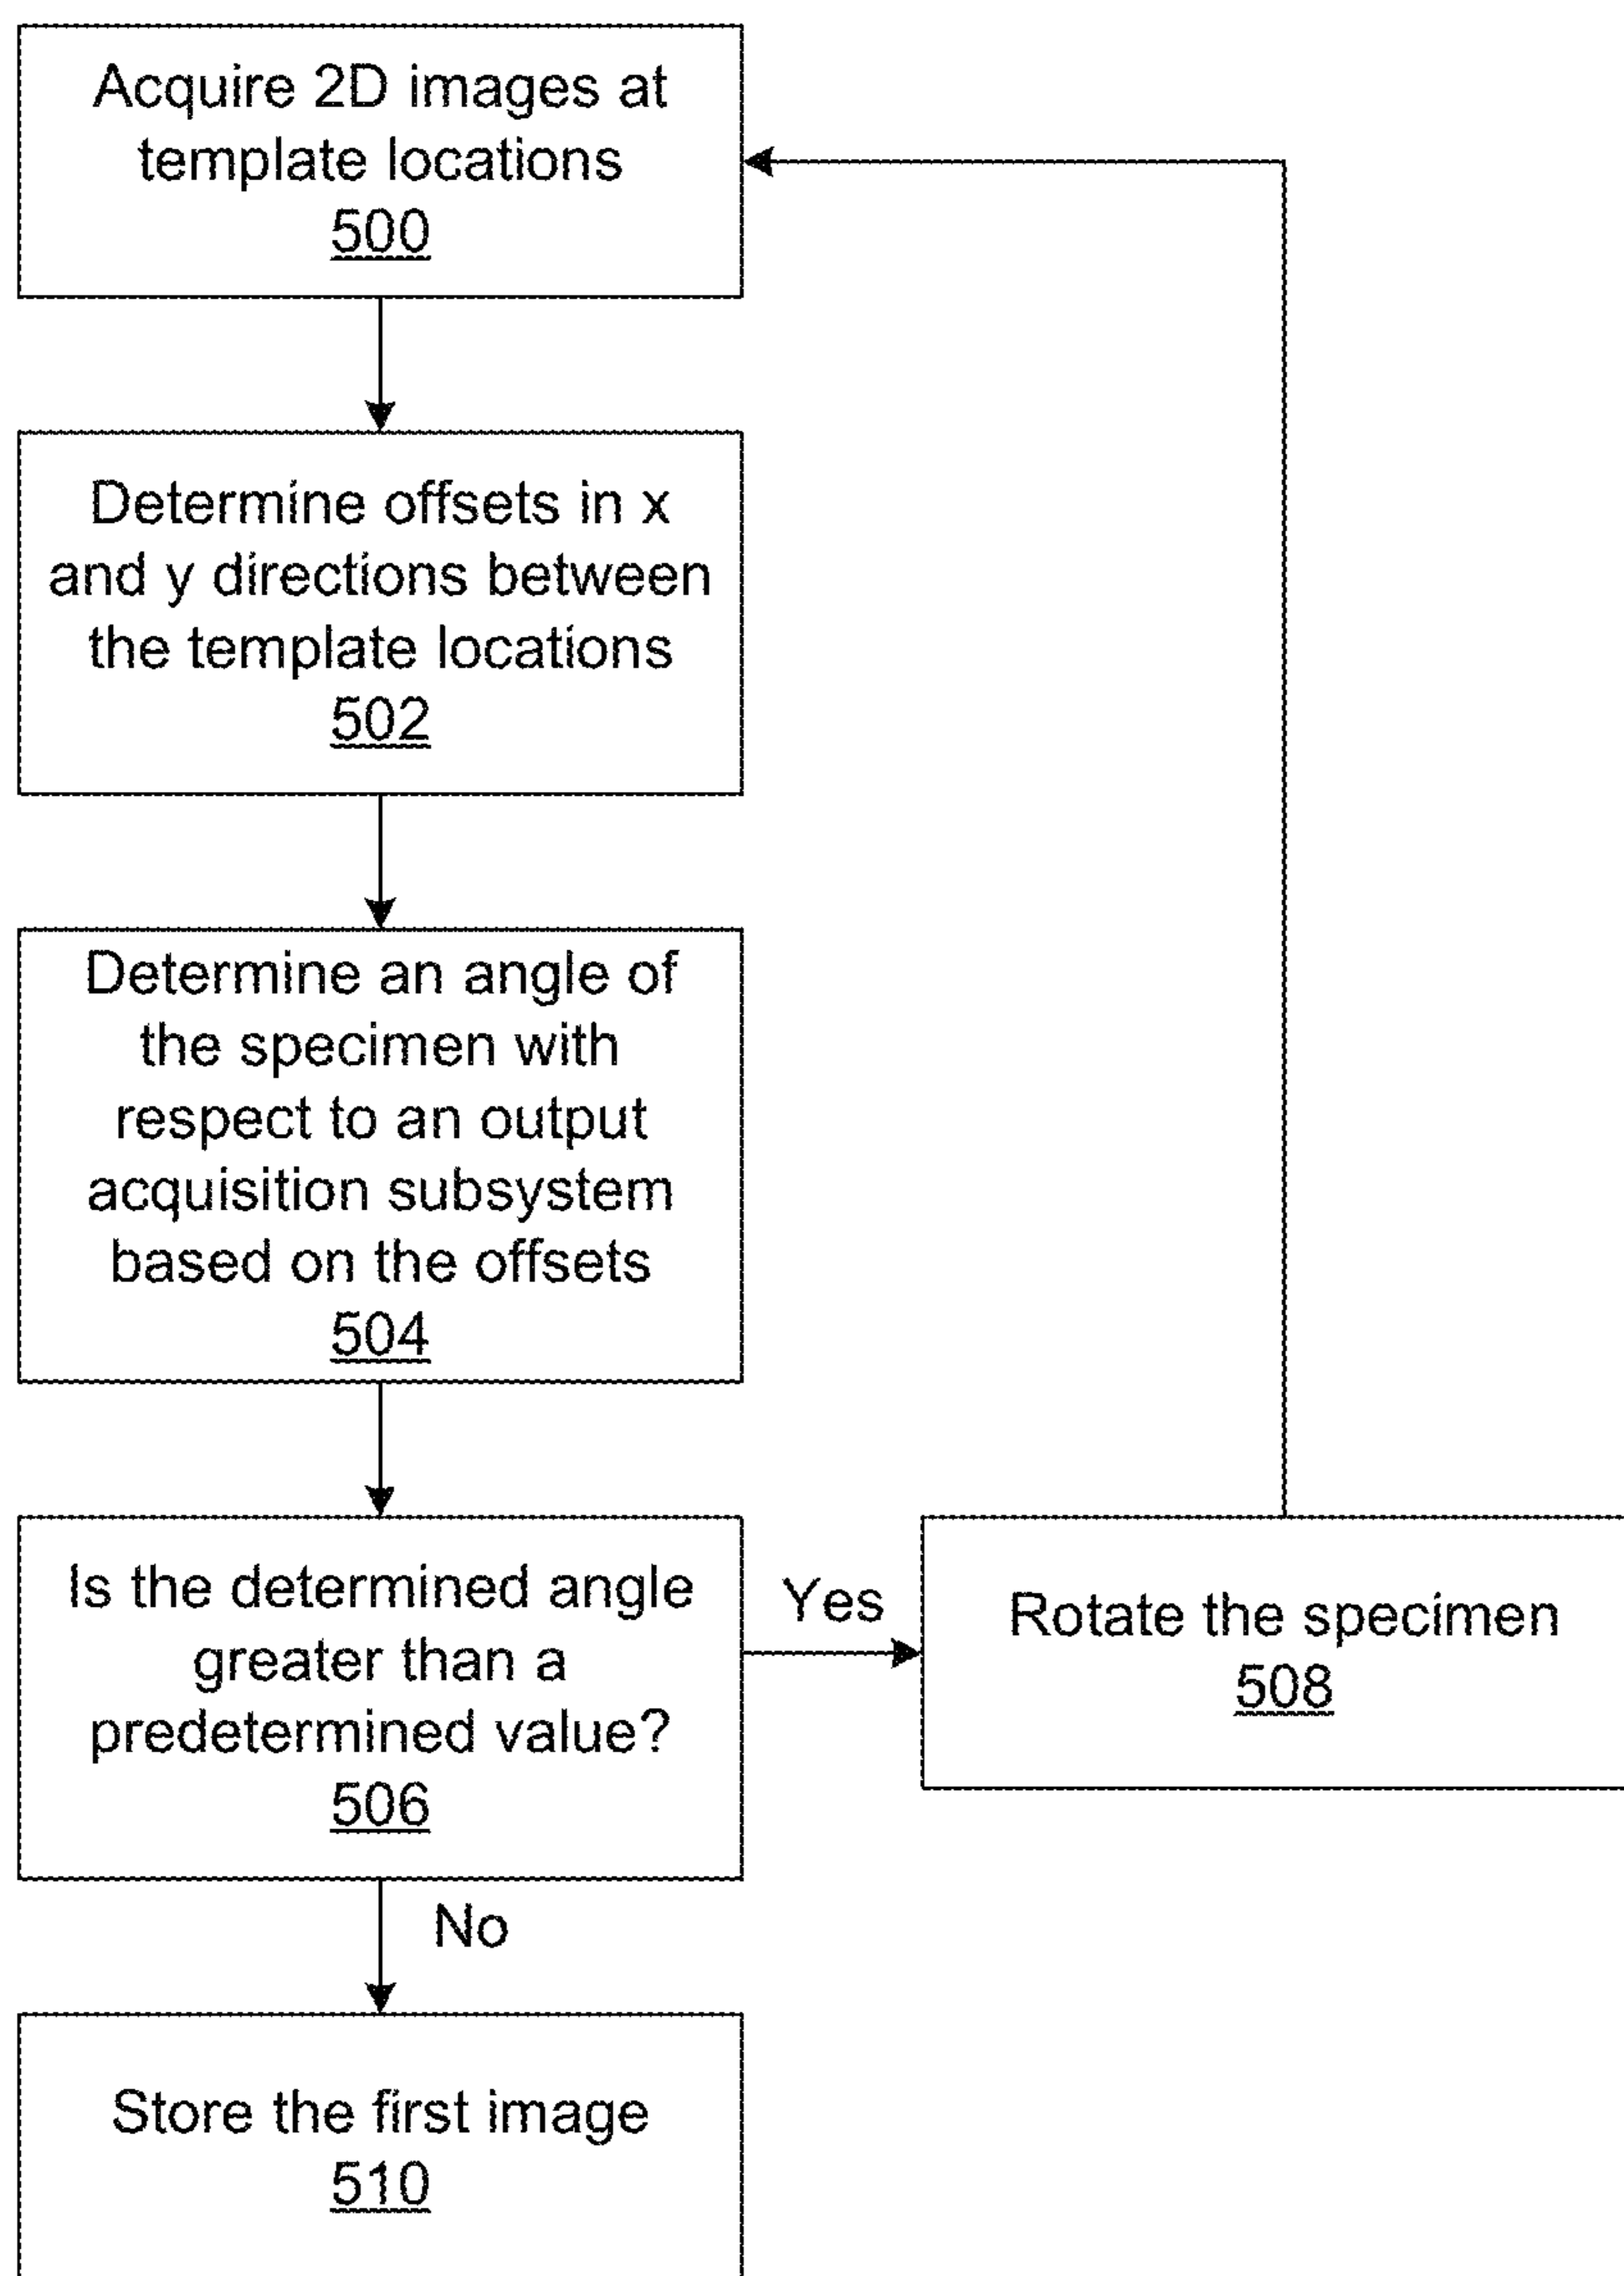 Acquire 2D images at
template locations
500
Determine offsets in x
and y directions between
the template locations
502
Determine an angle of
the specimen with
respect to an output
acquisition subsystem
based on the offsets
504
Is the determined angle
greater than a
predetermined value?
506
Yes
Rotate the specimen
508
No
Store the first image
510